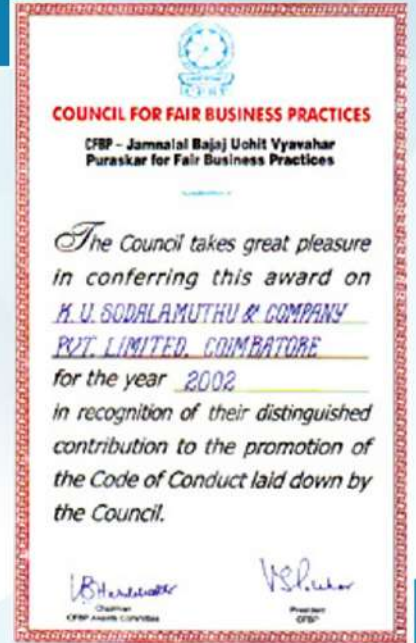 CFBP
COUNCIL FOR FAIR BUSINESS PRACTICES
CFBP – Jamnalal Bajaj Uchit Vyavahar
Puraskar for Fair Business Practices
The Council takes great pleasure
in conferring this award on
K. U. SODALAMUTHU & COMPANY
PVT. LIMITED, COIMBATORE
for the year 2002
in recognition of their distinguished
contribution to the promotion of
the Code of Conduct laid down by
the Council.
Chairman
President
CFBP Awards Committee
CFBP